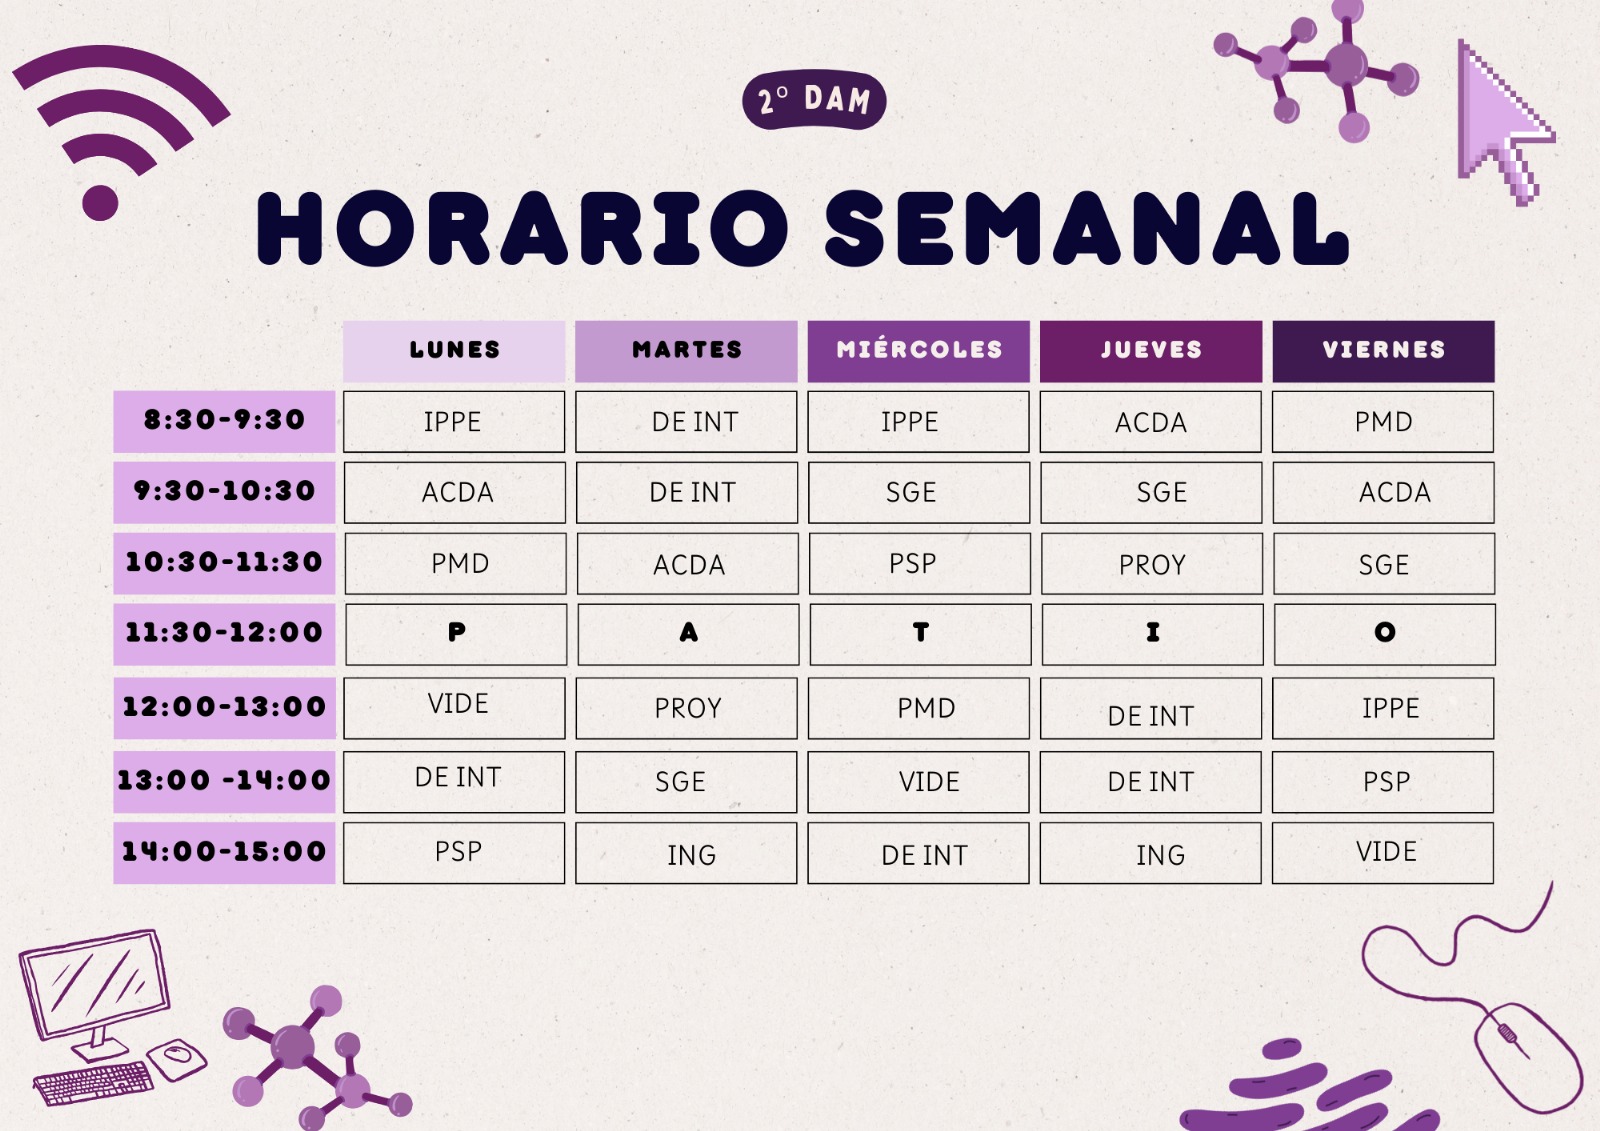 2º DAM
HORARIO SEMANAL
LUNES MARTES MIÉRCOLES JUEVES VIERNES
8:30-9:30 IPPE DE INT IPPE ACDA PMD
9:30-10:30 ACDA DE INT SGE SGE ACDA
10:30-11:30 PMD ACDA PSP PROY SGE
11:30-12:00 P A T I O
12:00-13:00 VIDE PROY PMD DE INT IPPE
13:00 -14:00 DE INT SGE VIDE DE INT PSP
14:00-15:00 PSP ING DE INT ING VIDE